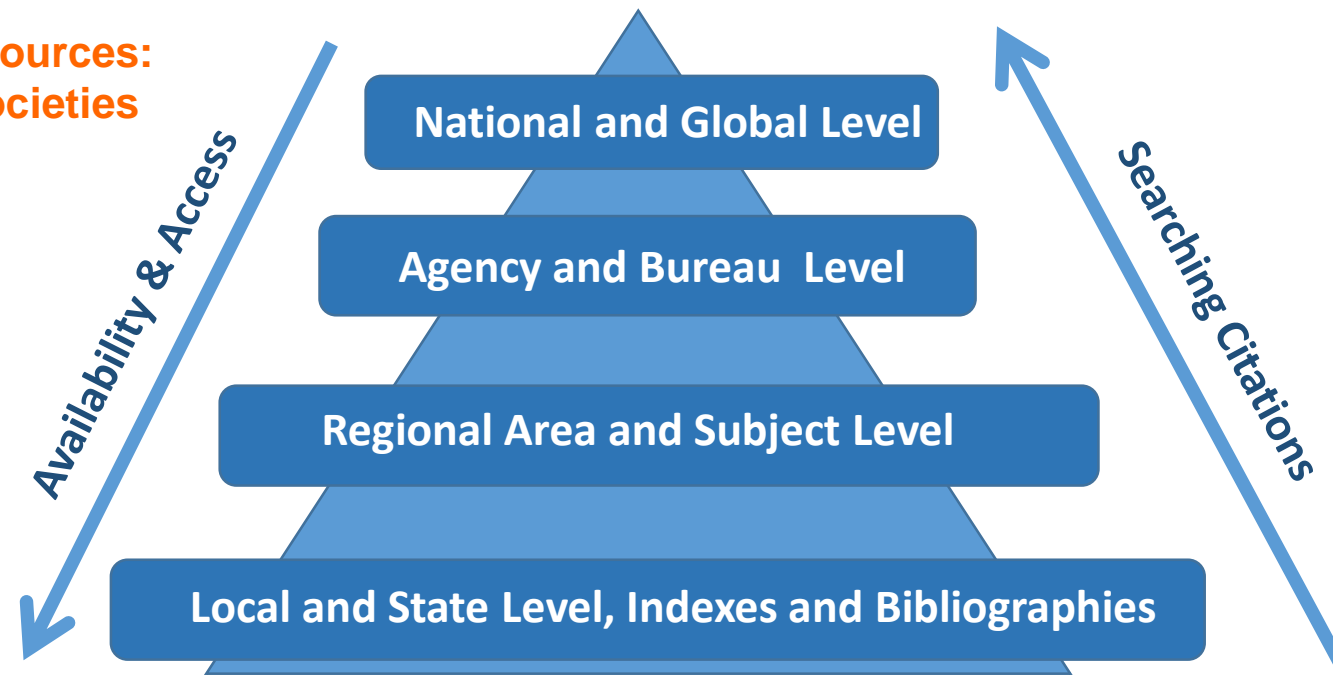 ources:
ocieties
National and Global Level
Availability & Access
Searching Citations
Agency and Bureau Level
Regional Area and Subject Level
Local and State Level, Indexes and Bibliographies